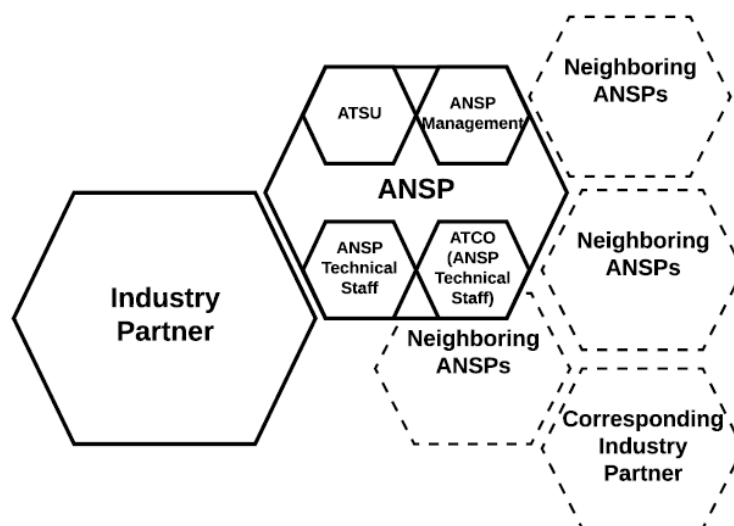 Neighboring
ANSPs
ATSU
ANSP
Management
ANSP
Neighboring
ANSPs
ANSP
Technical
Staff
ATCO
(ANSP
Technical
Staff)
Industry
Partner
Neighboring
ANSPs
Corresponding
Industry
Partner